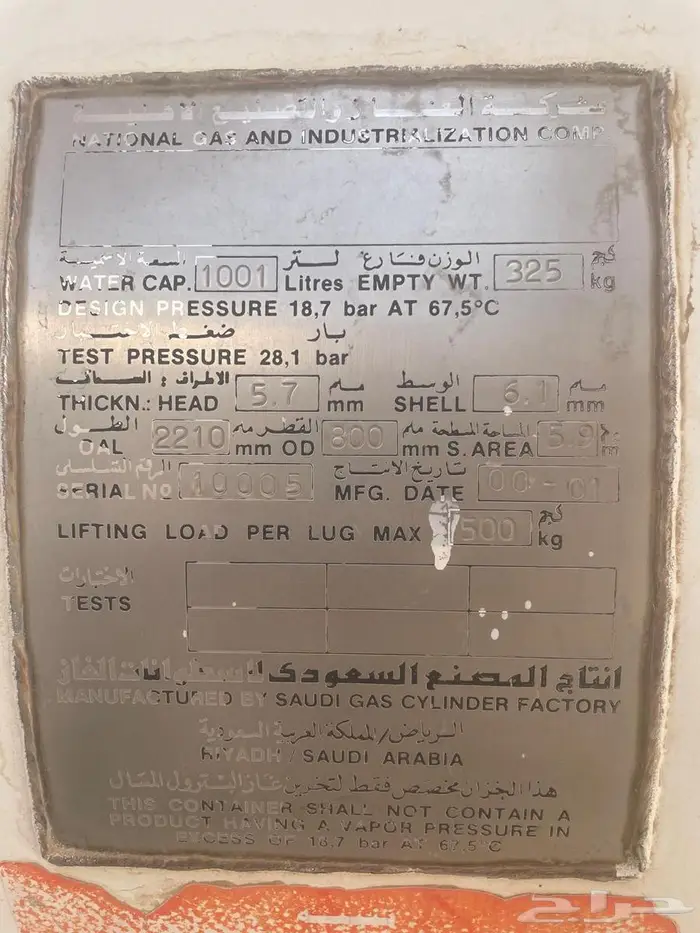 شركة الغاز والتصنيع الاهلية
NATIONAL GAS AND INDUSTRIALIZATION COMP
السعة الاسمية لتر الوزن فارغ كج
WATER CAP. 1001 Litres EMPTY WT. 325 kg
DESIGN PRESSURE 18,7 bar AT 67,5°C
ضغط الاختبار بار
TEST PRESSURE 28,1 bar
السماكة : الاطراف مم الوسط مم
THICKN.: HEAD 5.7 mm SHELL 6.1 mm
الطول مم القطر مم المساحة المسطحة م
OAL 2210 mm OD 800 mm S. AREA 5.9 m
الرقم التسلسلي تاريخ الانتاج
SERIAL NO 10005 MFG. DATE 00-01
كج
LIFTING LOAD PER LUG MAX 500 kg
الاختبارات
TESTS
انتاج المصنع السعودي لاسطوانات الغاز
MANUFACTURED BY SAUDI GAS CYLINDER FACTORY
الرياض/المملكة العربية السعودية
RIYADH / SAUDI ARABIA
هذا الخزان مخصص فقط لتخزين غاز البترول المسال
THIS CONTAINER SHALL NOT CONTAIN A
PRODUCT HAVING A VAPOR PRESSURE IN
EXCESS OF 18.7 bar AT 67.5°C
حراج